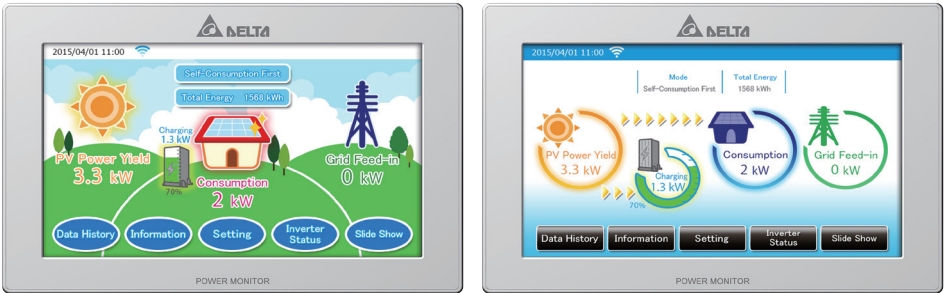 DELTA
2015/04/01 11:00
Self-Consumption First
Total Energy 1568 kWh
Charging
1.3 kW
PV Power Yield
3.3 kW
70%
Consumption
2 kW
Grid Feed-in
0 kW
Data History
Information
Setting
Inverter
Status
Slide Show
POWER MONITOR
DELTA
2015/04/01 11:00
Mode
Self-Consumption First
Total Energy
1568 kWh
PV Power Yield
3.3 kW
Charging
1.3 kW
70%
Consumption
2 kW
Grid Feed-in
0 kW
Data History
Information
Setting
Inverter
Status
Slide Show
POWER MONITOR